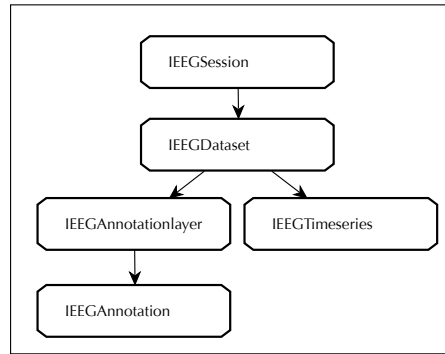 IEEGSession
IEEGDataset
IEEGAnnotationlayer
IEEGTimeseries
IEEGAnnotation